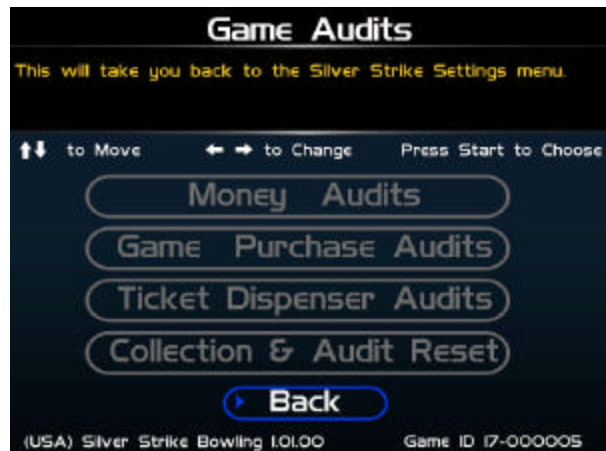 Game Audits
This will take you back to the Silver Strike Settings menu.
to Move to Change Press Start to Choose
Money Audits
Game Purchase Audits
Ticket Dispenser Audits
Collection & Audit Reset
Back
(USA) Silver Strike Bowling 1.01.00 Game ID 17-000005